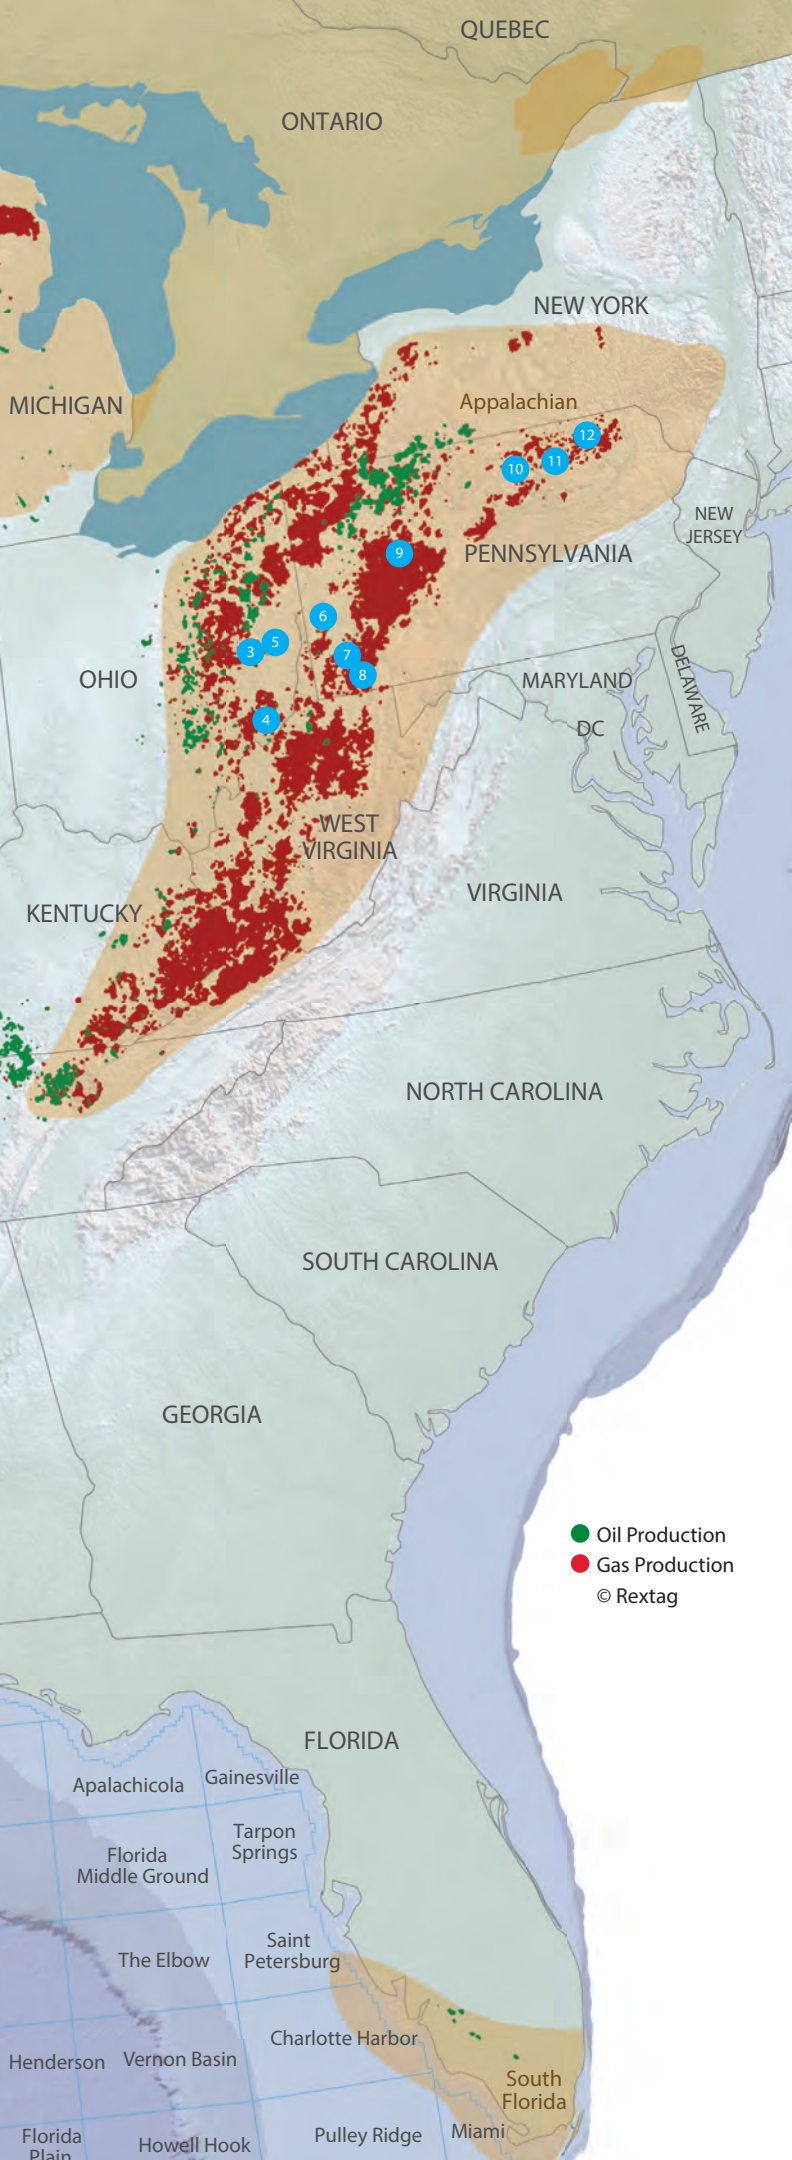 QUEBEC
ONTARIO
NEW YORK
MICHIGAN
Appalachian
12
11
10
NEW
JERSEY
9
PENNSYLVANIA
6
5
3
7
8
OHIO
MARYLAND
DELAWARE
4
DC
WEST
VIRGINIA
VIRGINIA
KENTUCKY
NORTH CAROLINA
SOUTH CAROLINA
GEORGIA
Oil Production
Gas Production
© Rextag
FLORIDA
Apalachicola
Gainesville
Tarpon
Springs
Florida
Middle Ground
The Elbow
Saint
Petersburg
Charlotte Harbor
Henderson
Vernon Basin
South
Florida
Florida
Plain
Howell Hook
Pulley Ridge
Miami